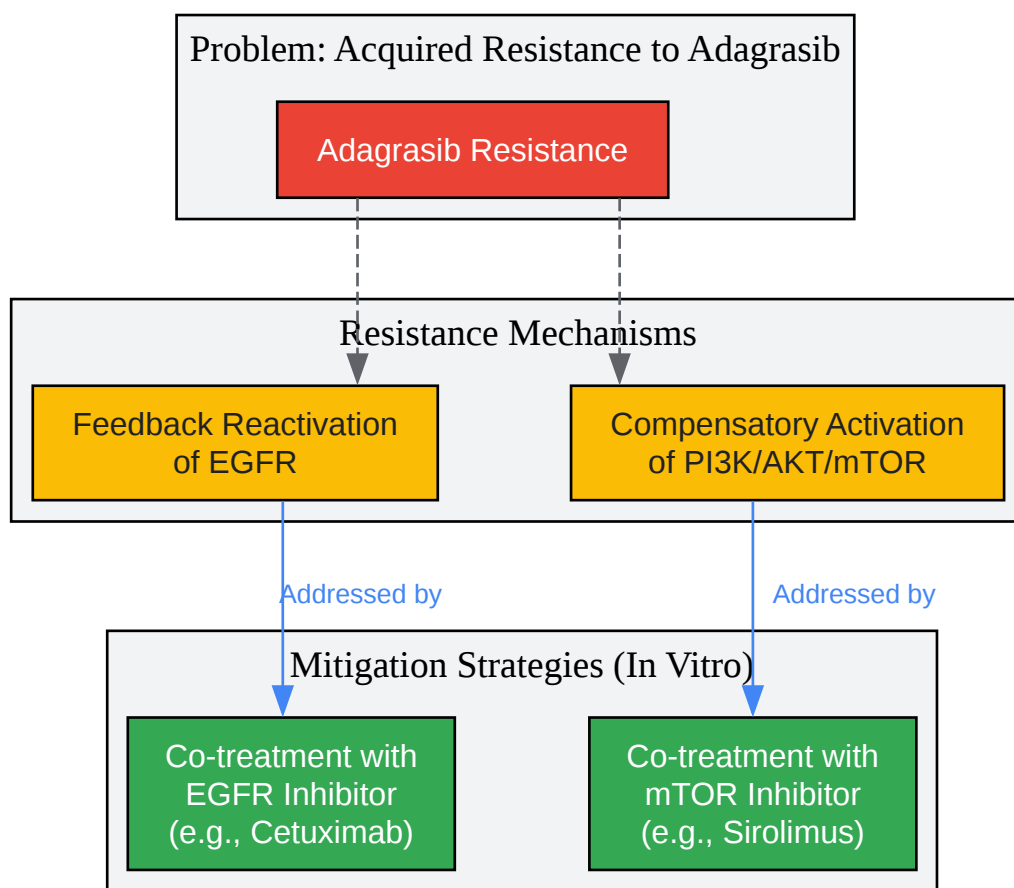 Problem: Acquired Resistance to Adagrasib
Adagrasib Resistance
Resistance Mechanisms
Feedback Reactivation
of EGFR
Compensatory Activation
of PI3K/AKT/mTOR
Addressed by
Addressed by
Mitigation Strategies (In Vitro)
Co-treatment with
EGFR Inhibitor
(e.g., Cetuximab)
Co-treatment with
mTOR Inhibitor
(e.g., Sirolimus)